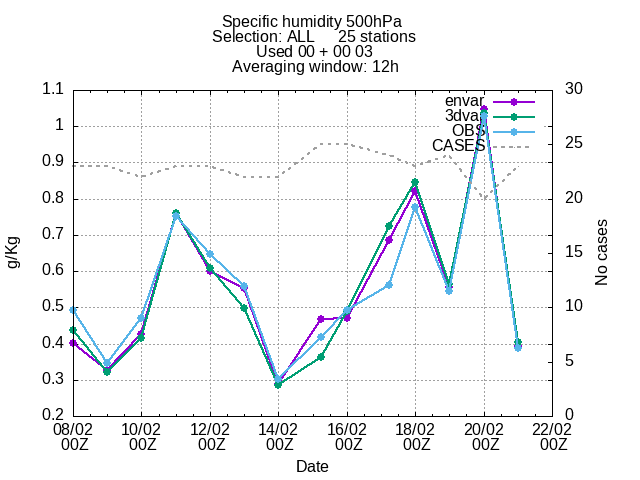 Specific humidity 500hPa
Selection: ALL 25 stations
Used 00 + 00 03
Averaging window: 12h
envar
3dvar
OBS
CASES
1.1
1
0.9
0.8
0.7
0.6
0.5
0.4
0.3
0.2
g/Kg
30
25
20
15
10
5
0
No cases
08/02 10/02 12/02 14/02 16/02 18/02 20/02 22/02
00Z 00Z 00Z 00Z 00Z 00Z 00Z 00Z
Date